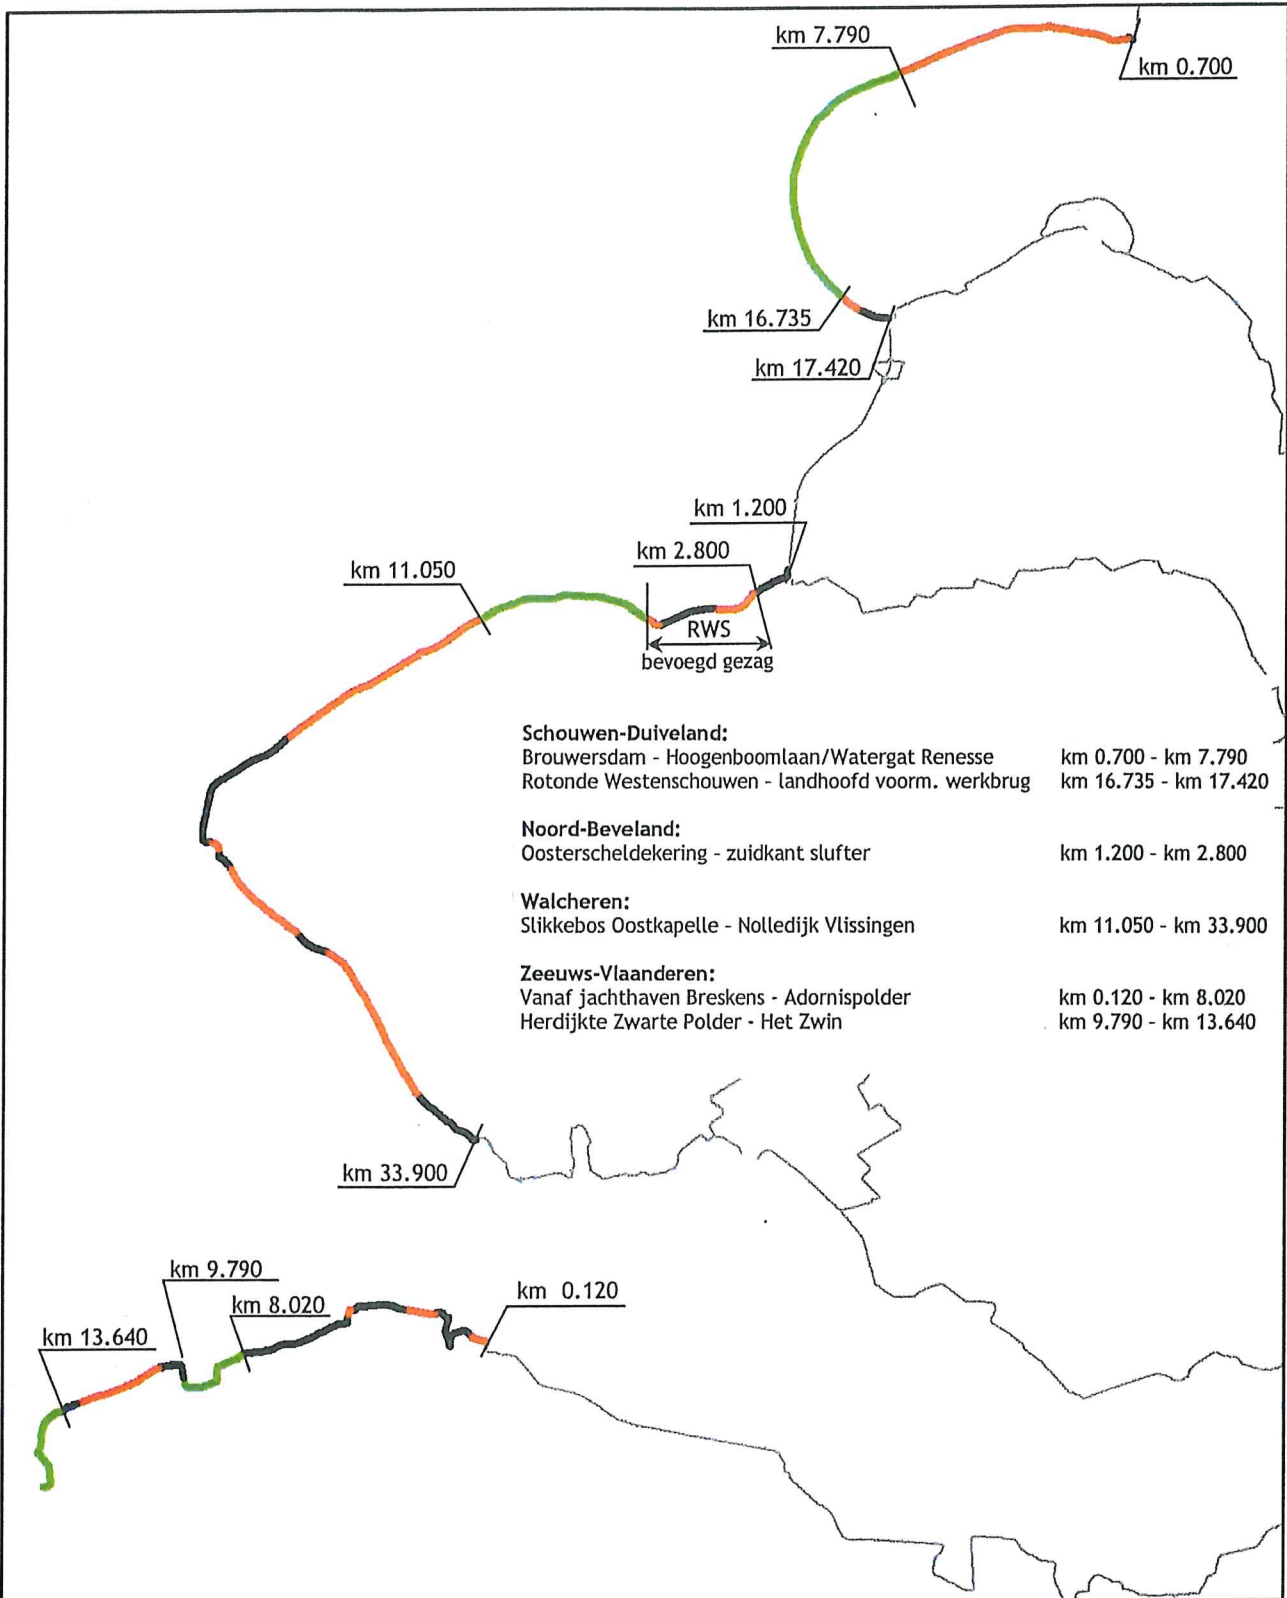 km 7.790
km 0.700
km 16.735
km 17.420
km 1.200
km 2.800
km 11.050
RWS
bevoegd gezag
Schouwen-Duiveland:
Brouwersdam - Hoogenboomlaan/Watergat Renesse km 0.700 - km 7.790
Rotonde Westenschouwen - landhoofd voorm. werkbrug km 16.735 - km 17.420
Noord-Beveland:
Oosterscheldekering - zuidkant slufter km 1.200 - km 2.800
Walcheren:
Slikkebos Oostkapelle - Nolledijk Vlissingen km 11.050 - km 33.900
Zeeuws-Vlaanderen:
Vanaf jachthaven Breskens - Adornispolder km 0.120 - km 8.020
Herdijkte Zwarte Polder - Het Zwin km 9.790 - km 13.640
km 33.900
km 9.790
km 8.020
km 0.120
km 13.640